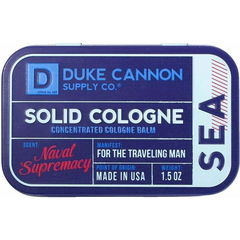 D
DUKE CANNON
SUPPLY CO.®
SOLID COLOGNE
CONCENTRATED COLOGNE BALM
SEA
SCENT:
Naval
Supremacy
MANIFEST:
FOR THE TRAVELING MAN
POINT OF ORIGIN:
MADE IN USA
WEIGHT:
1.5 OZ